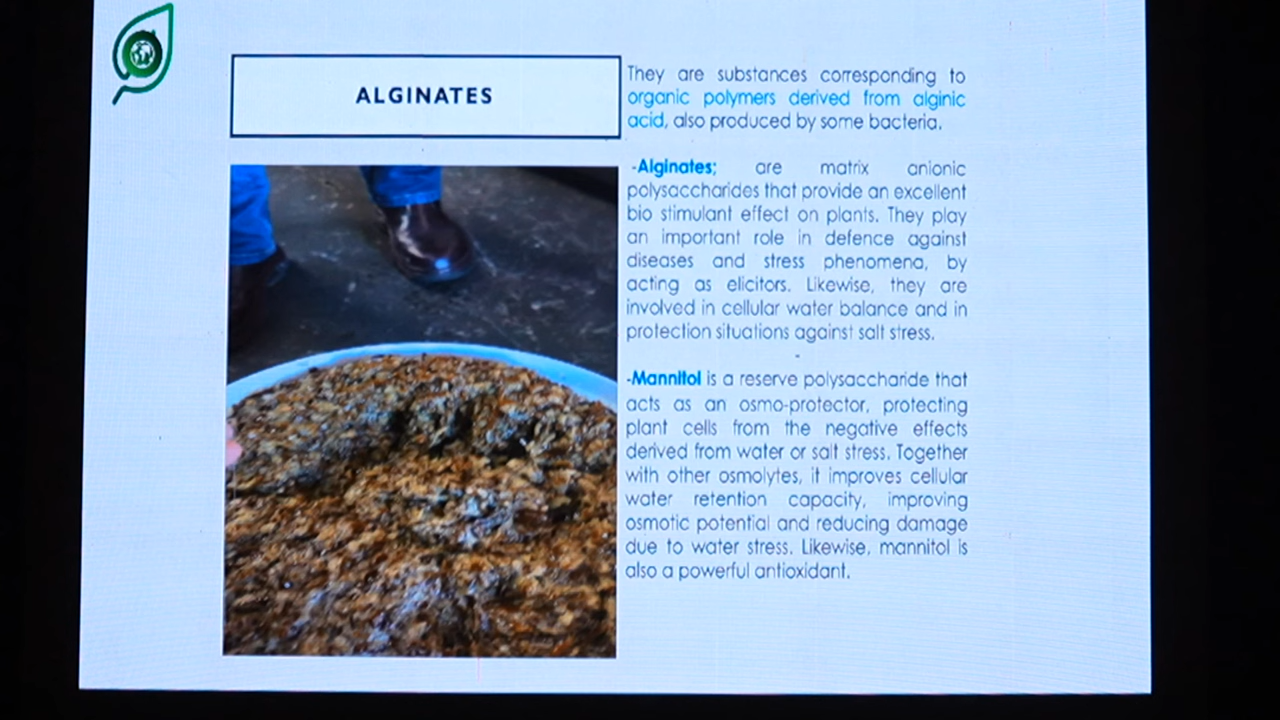 ALGINATES
They are substances corresponding to
organic polymers derived from alginic
acid, also produced by some bacteria.
-Alginates; are matrix anionic
polysaccharides that provide an excellent
bio stimulant effect on plants. They play
an important role in defence against
diseases and stress phenomena, by
acting as elicitors. Likewise, they are
involved in cellular water balance and in
protection situations against salt stress.
-
-Mannitol is a reserve polysaccharide that
acts as an osmo-protector, protecting
plant cells from the negative effects
derived from water or salt stress. Together
with other osmolytes, it improves cellular
water retention capacity, improving
osmotic potential and reducing damage
due to water stress. Likewise, mannitol is
also a powerful antioxidant.